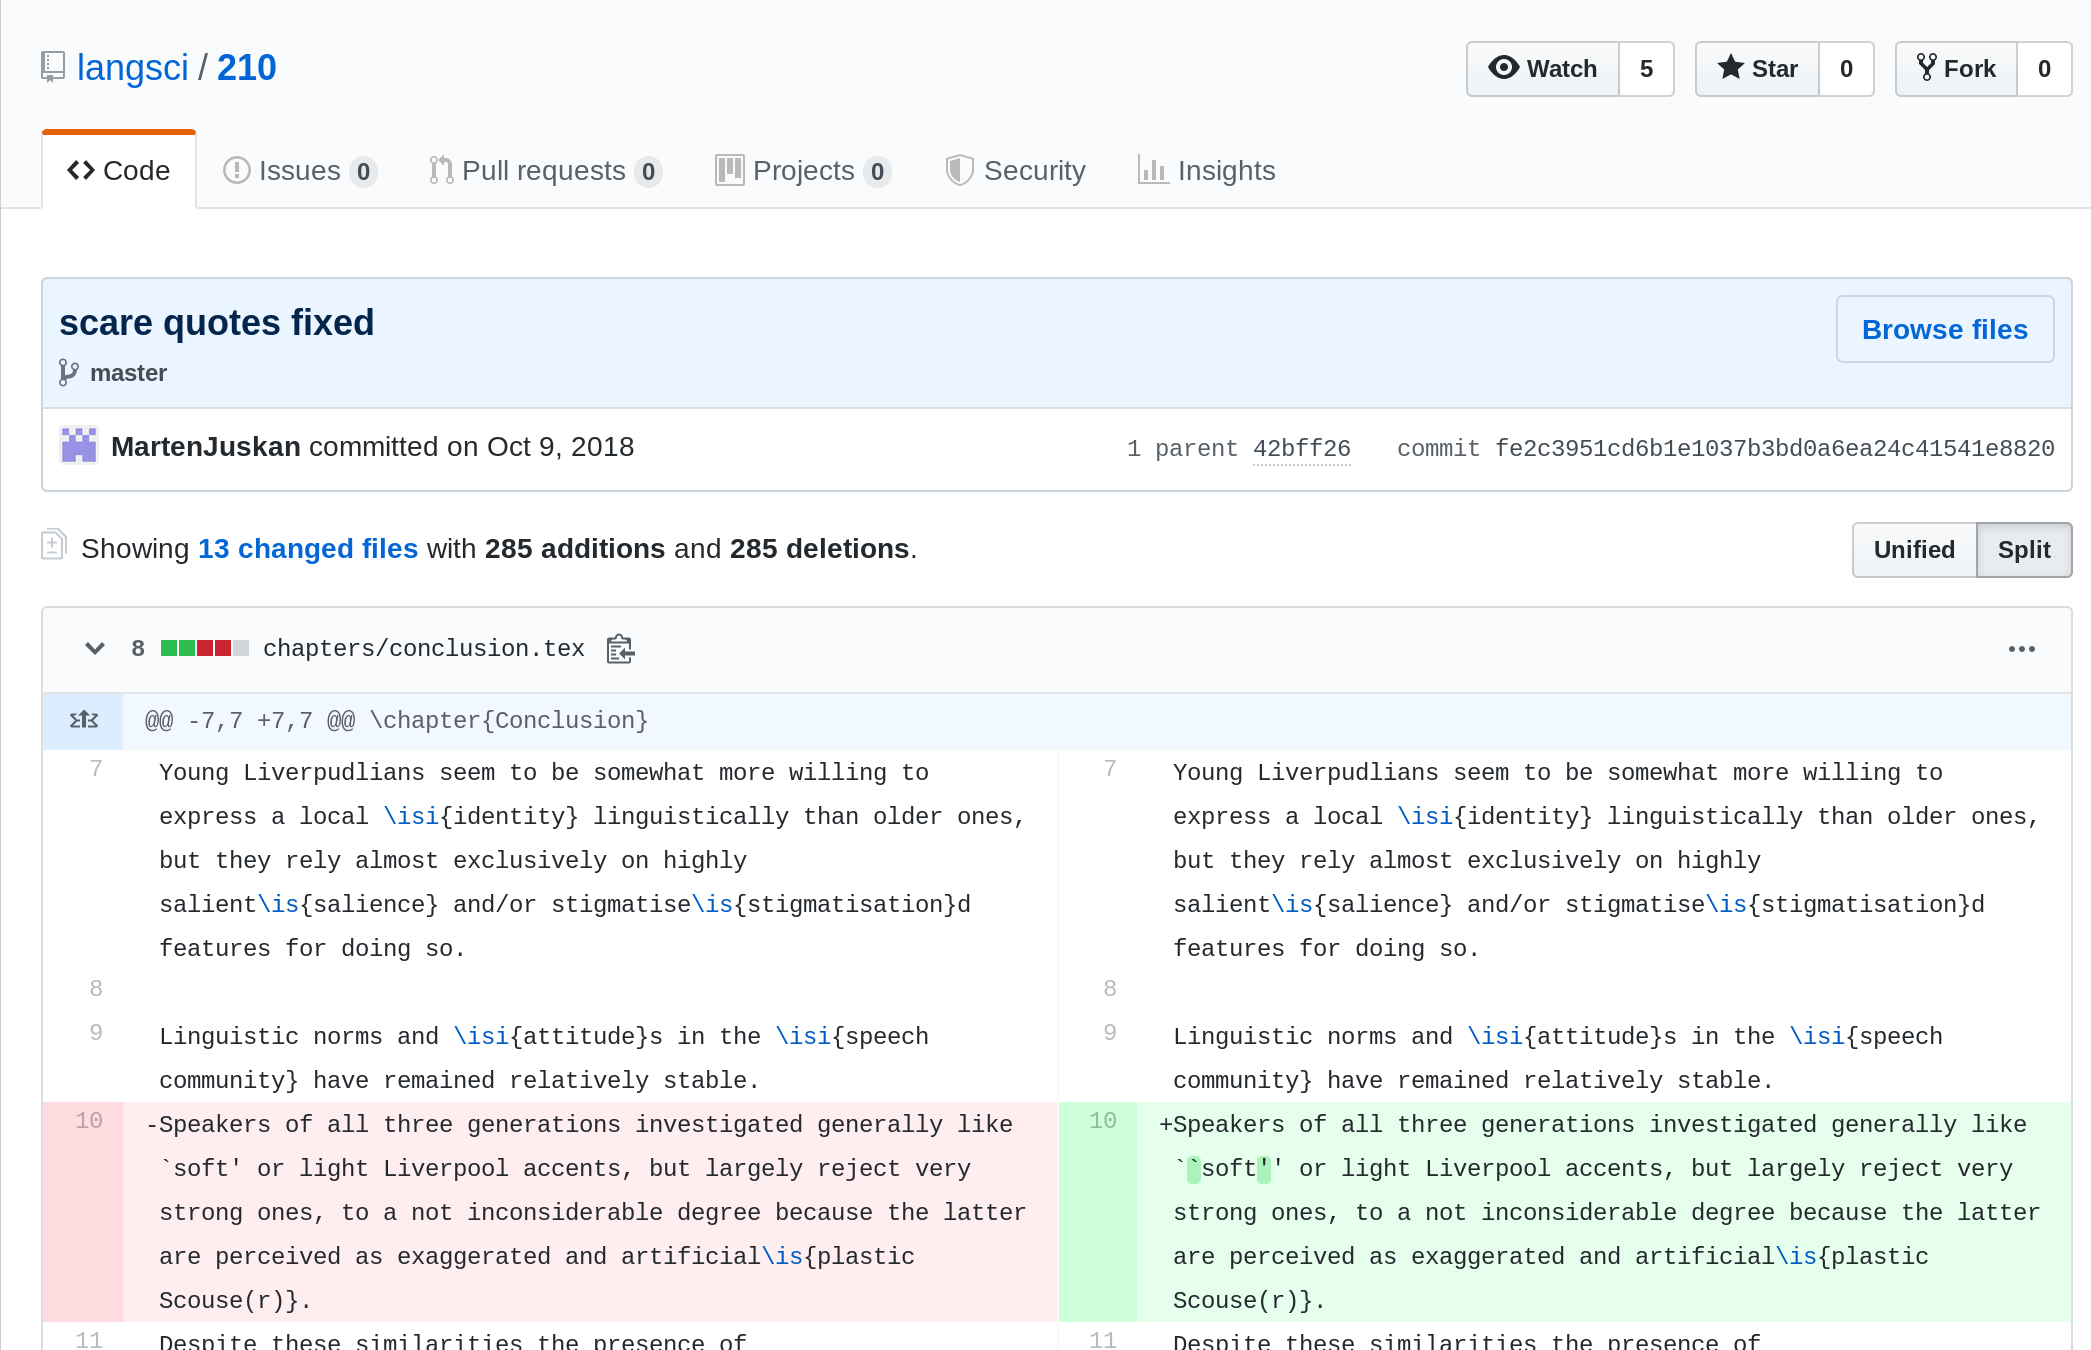 langsci / 210
Watch 5 Star 0 Fork 0
Code Issues 0 Pull requests 0 Projects 0 Security Insights
scare quotes fixed
Browse files
master
MartenJuskan committed on Oct 9, 2018 1 parent 42bff26 commit fe2c3951cd6b1e1037b3bd0a6ea24c41541e8820
Showing 13 changed files with 285 additions and 285 deletions.
Unified Split
8 chapters/conclusion.tex
@@ -7,7 +7,7 @@ \chapter{Conclusion}
7 Young Liverpudlians seem to be somewhat more willing to
express a local \isi{identity} linguistically than older ones,
but they rely almost exclusively on highly
salient\is{salience} and/or stigmatise\is{stigmatisation}d
features for doing so.
8
9 Linguistic norms and \isi{attitude}s in the \isi{speech
community} have remained relatively stable.
10 -Speakers of all three generations investigated generally like
`soft' or light Liverpool accents, but largely reject very
strong ones, to a not inconsiderable degree because the latter
are perceived as exaggerated and artificial\is{plastic
Scouse(r)}.
11 Despite these similarities the presence of
7 Young Liverpudlians seem to be somewhat more willing to
express a local \isi{identity} linguistically than older ones,
but they rely almost exclusively on highly
salient\is{salience} and/or stigmatise\is{stigmatisation}d
features for doing so.
8
9 Linguistic norms and \isi{attitude}s in the \isi{speech
community} have remained relatively stable.
10 +Speakers of all three generations investigated generally like
``soft'' or light Liverpool accents, but largely reject very
strong ones, to a not inconsiderable degree because the latter
are perceived as exaggerated and artificial\is{plastic
Scouse(r)}.
11 Despite these similarities the presence of